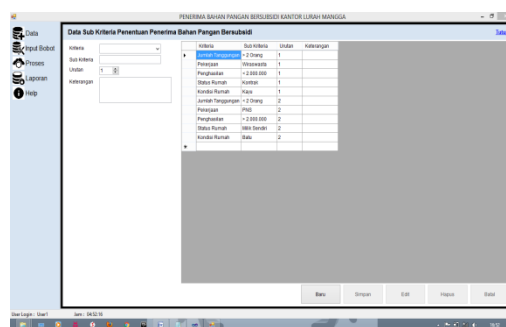 PENERIMA BAHAN PANGAN BERSUBSIDI KANTOR LURAH MANGGA
Data
Input Bobot
Proses
Laporan
Help
Data Sub Kriteria Penentuan Penerima Bahan Pangan Bersubsidi
Kriteria
Sub Kriteria
Urutan 1
Keterangan
Kriteria Sub Kriteria Urutan Keterangan
Jumlah Tanggungan = 2 Orang 1
Pekerjaan Wiraswasta 1
Penghasilan = 2.000.000 1
Status Rumah Kontrak 1
Kondisi Rumah Kayu 1
Jumlah Tanggungan 2 Orang 2
Pekerjaan PNS 2
Penghasilan 2.000.000 2
Status Rumah Milik Sendiri 2
Kondisi Rumah Batu 2
Baru Simpan Edit Hapus Batal
User Login : User1 Jam :